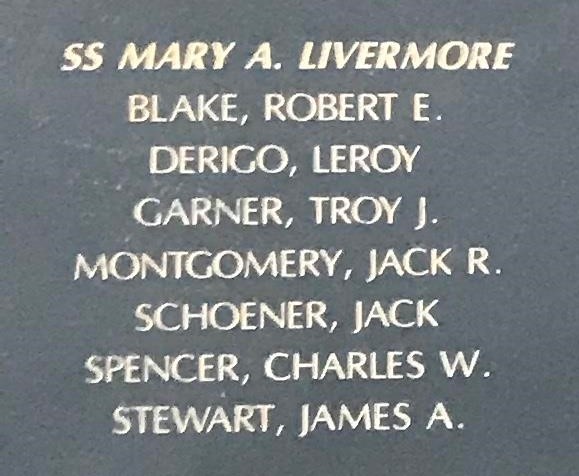 SS MARY A. LIVERMORE
BLAKE, ROBERT E.
DERIGO, LEROY
GARNER, TROY J.
MONTGOMERY, JACK R.
SCHOENER, JACK
SPENCER, CHARLES W.
STEWART, JAMES A.